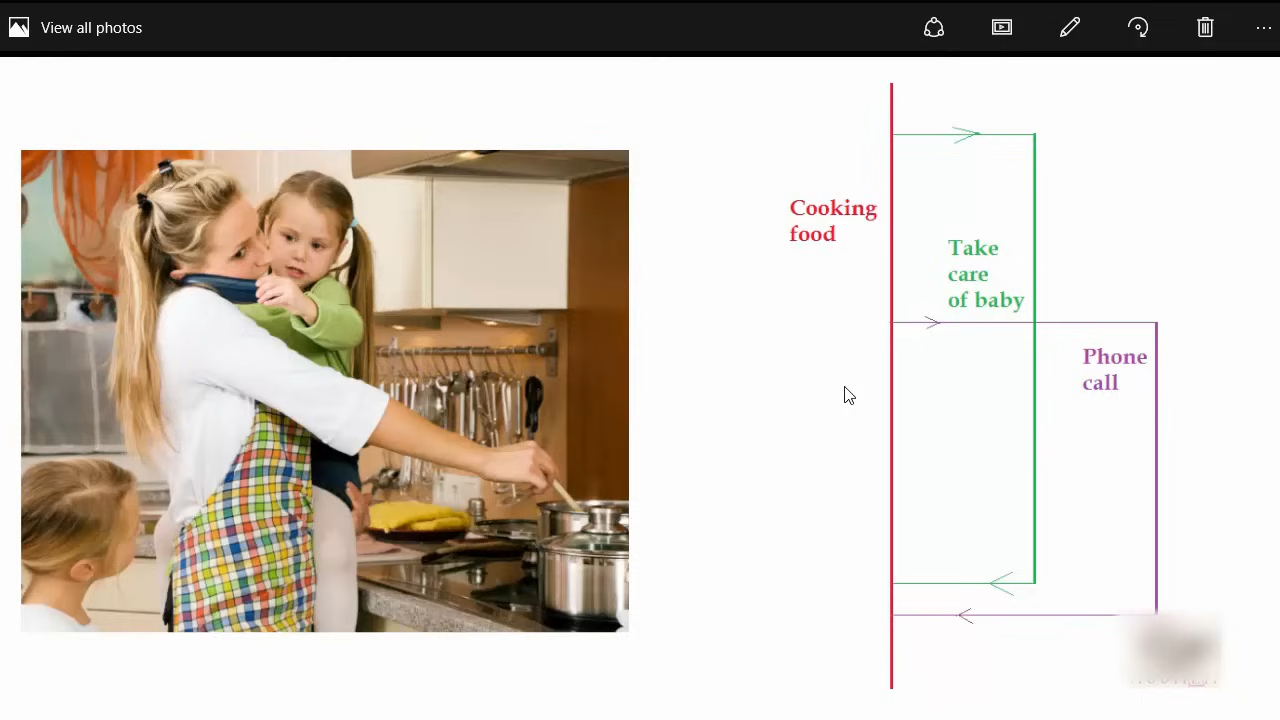 View all photos
Cooking
food
Take
care
of baby
Phone
call